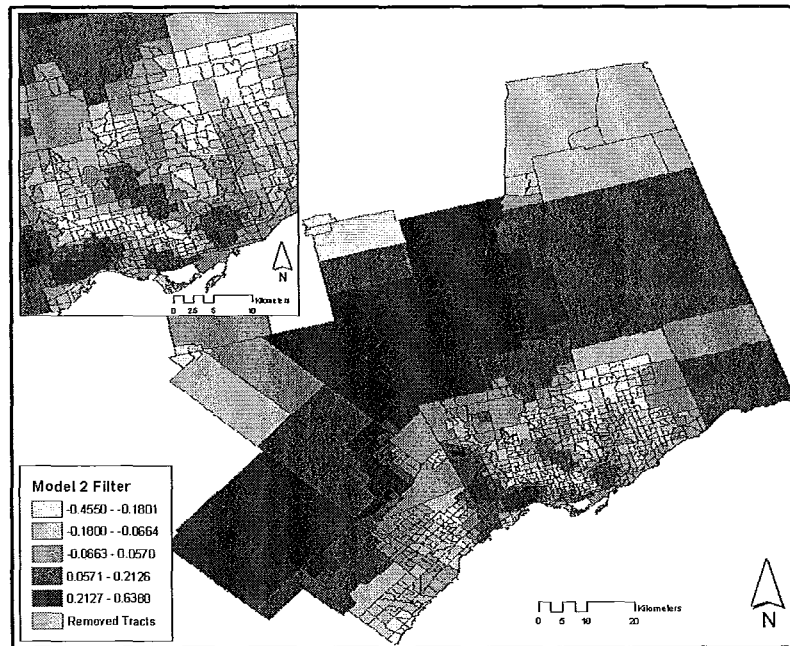 N
Kilometers
0 2.5 5 10
Model 2 Filter
-0.4550 - -0.1801
-0.1800 - -0.0664
-0.0663 - 0.0570
0.0571 - 0.2126
0.2127 - 0.6380
Removed Tracts
Kilometers
0 5 10 20
N